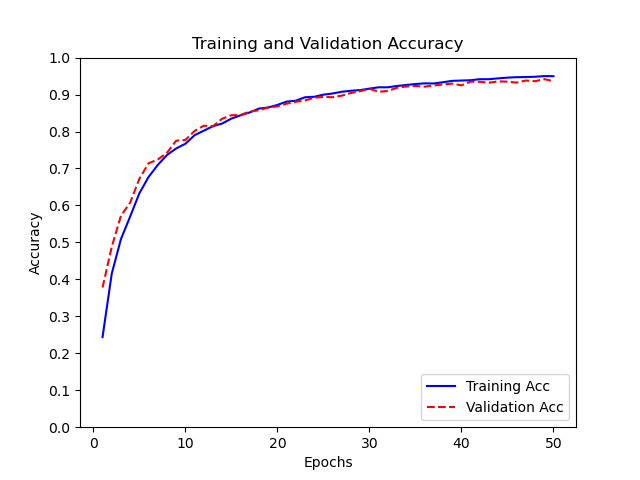 Training and Validation Accuracy
1.0
0.9
0.8
0.7
0.6
0.5
0.4
0.3
0.2
0.1
0.0
Accuracy
0 10 20 30 40 50
Epochs
Training Acc
Validation Acc